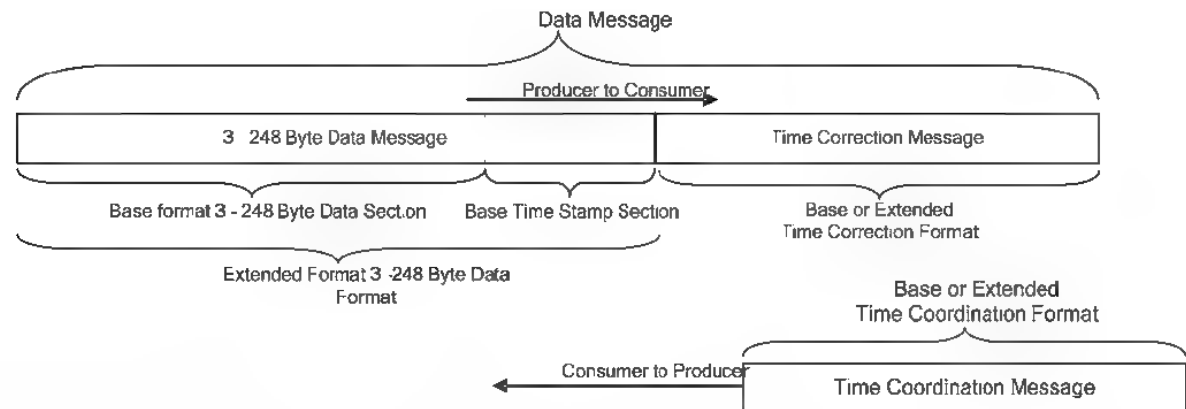 Data Message
Producer to Consumer
3 248 Byte Data Message
Time Correction Message
Base format 3 - 248 Byte Data Section
Base Time Stamp Section
Base or Extended
Time Correction Format
Extended Format 3 -248 Byte Data
Format
Base or Extended
Time Coordination Format
Consumer to Producer
Time Coordination Message